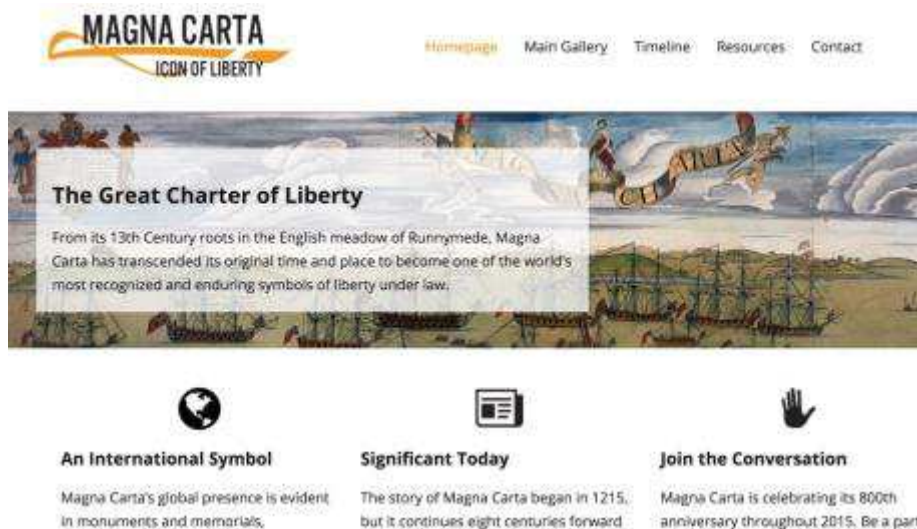 MAGNA CARTA
ICON OF LIBERTY
Homepage Main Gallery Timeline Resources Contact
The Great Charter of Liberty
From its 13th Century roots in the English meadow of Runnymede, Magna
Carta has transcended its original time and place to become one of the world's
most recognized and enduring symbols of liberty under law.
An International Symbol
Magna Carta's global presence is evident
in monuments and memorials,
Significant Today
The story of Magna Carta began in 1215,
but it continues eight centuries forward
Join the Conversation
Magna Carta is celebrating its 800th
anniversary throughout 2015. Be a part